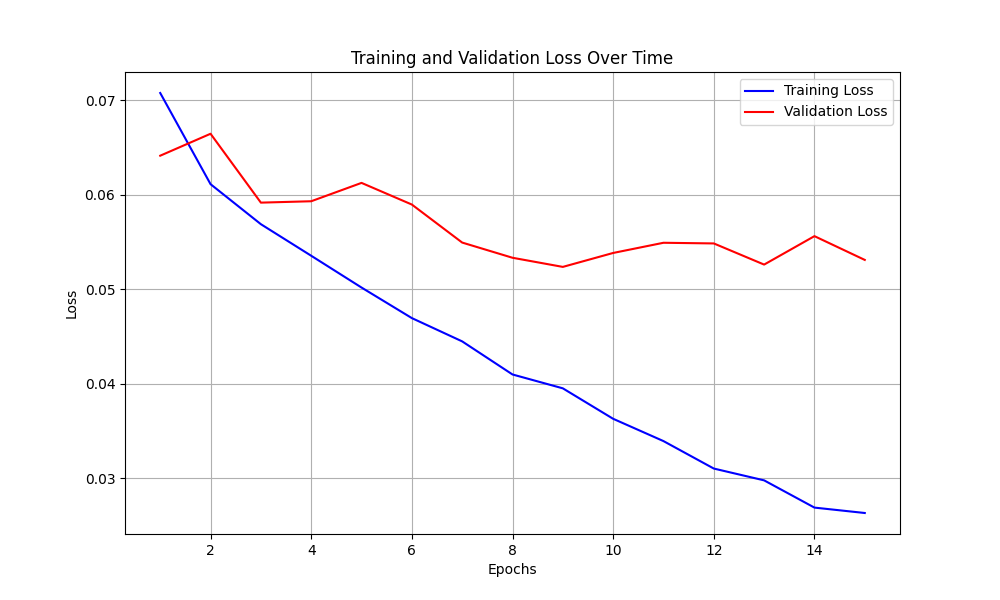 Training and Validation Loss Over Time
Training Loss
Validation Loss
0.07
0.06
0.05
0.04
0.03
Loss
2 4 6 8 10 12 14
Epochs